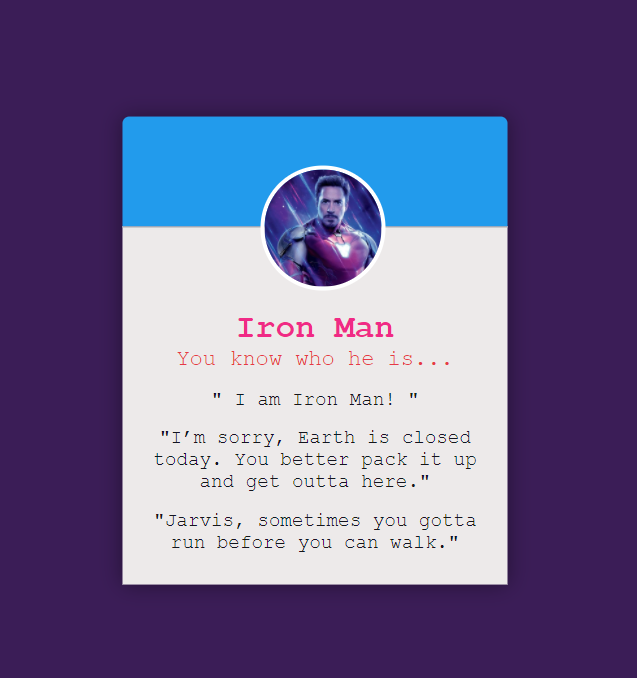 Iron Man
You know who he is...
" I am Iron Man! "
"I’m sorry, Earth is closed
today. You better pack it up
and get outta here."
"Jarvis, sometimes you gotta
run before you can walk."